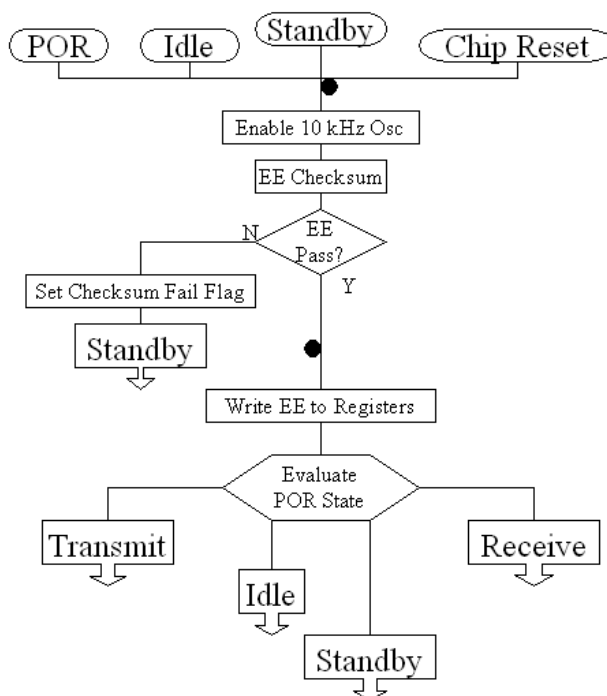 POR
Idle
Standby
Chip Reset
Enable 10 kHz Osc
EE Checksum
EE
Pass?
N
Y
Set Checksum Fail Flag
Standby
Write EE to Registers
Evaluate
POR State
Transmit
Idle
Standby
Receive